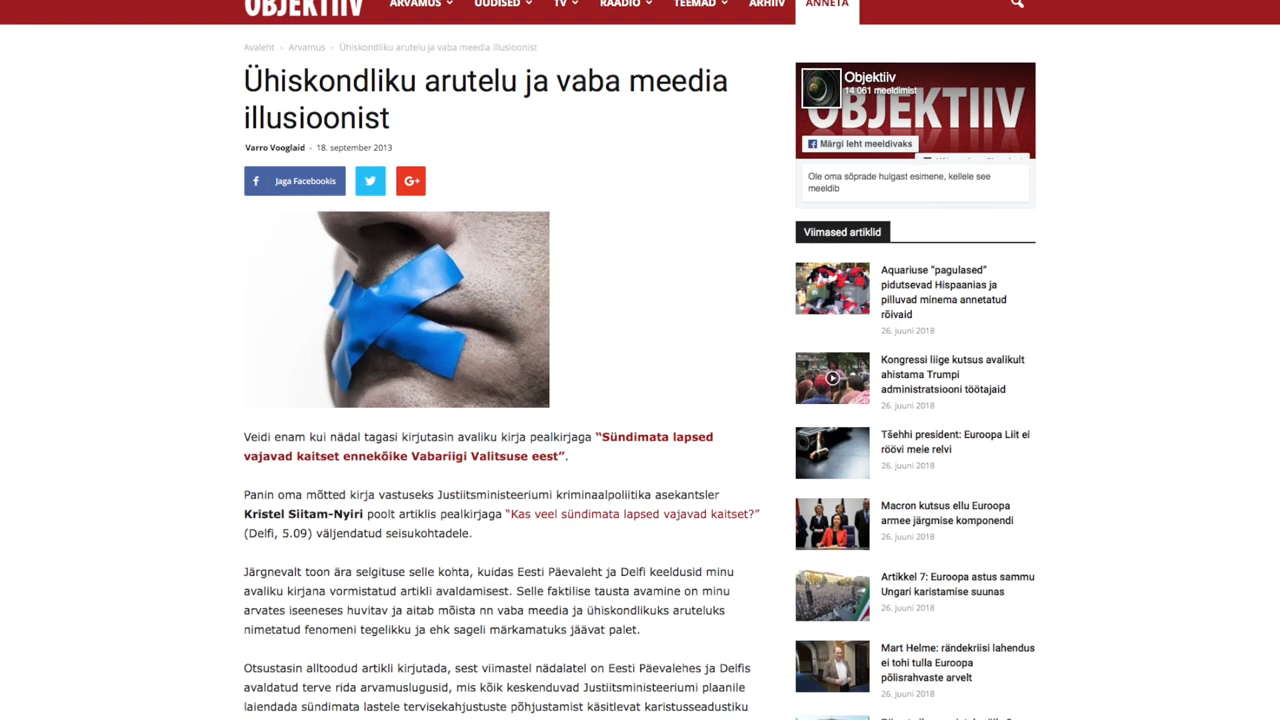 OBJEKTIIV
ARVAMUS
UUDISED
TV
RAADIO
TEEMAD
ARHIIV
ANNETA
Avaleht › Arvamus › Ühiskondliku arutelu ja vaba meedia illusioonist
Ühiskondliku arutelu ja vaba meedia
illusioonist
Varro Vooglaid - 18. september 2013
Jaga Facebookis
Veidi enam kui nädal tagasi kirjutasin avaliku kirja pealkirjaga “Sündimata lapsed
vajavad kaitset ennekõike Vabariigi Valitsuse eest”.
Panin oma mõtted kirja vastuseks Justiitsministeeriumi kriminaalpoliitika asekantsler
Kristel Siitam-Nyiri poolt artiklis pealkirjaga “Kas veel sündimata lapsed vajavad kaitset?”
(Delfi, 5.09) väljendatud seisukohtadele.
Järgnevalt toon ära selgituse selle kohta, kuidas Eesti Päevaleht ja Delfi keeldusid minu
avaliku kirjana vormistatud artikli avaldamisest. Selle faktilise tausta avamine on minu
arvates iseeneses huvitav ja aitab mõista nn vaba meedia ja ühiskondlikuks aruteluks
nimetatud fenomeni tegelikku ja ehk sageli märkamatuks jäävat palet.
Otsustasin alltoodud artikli kirjutada, sest viimastel nädalatel on Eesti Päevalehes ja Delfis
avaldatud terve rida arvamuslugusid, mis kõik keskenduvad Justiitsministeeriumi plaanile
laiendada sündimata lastele tervisekahjustuste põhjustamist käsitlevat karistusseadustiku
Objektiiv
14 061 meeldimist
OBJEKTIIV
Märgi leht meeldivaks
Ole oma sõprade hulgast esimene, kellele see
meeldib
Viimased artiklid
Aquariuse “pagulased”
pidutsevad Hispaanias ja
pilluvad minema annetatud
rõivaid
26. juuni 2018
Kongressi liige kutsus avalikult
ahistama Trumpi
administratsiooni töötajaid
26. juuni 2018
Tšehhi president: Euroopa Liit ei
röövi meie relvi
26. juuni 2018
Macron kutsus ellu Euroopa
armee järgmise komponendi
26. juuni 2018
Artikkel 7: Euroopa astus sammu
Ungari karistamise suunas
26. juuni 2018
Mart Helme: rändekriisi lahendus
ei tohi tulla Euroopa
põlisrahvaste arvelt
26. juuni 2018